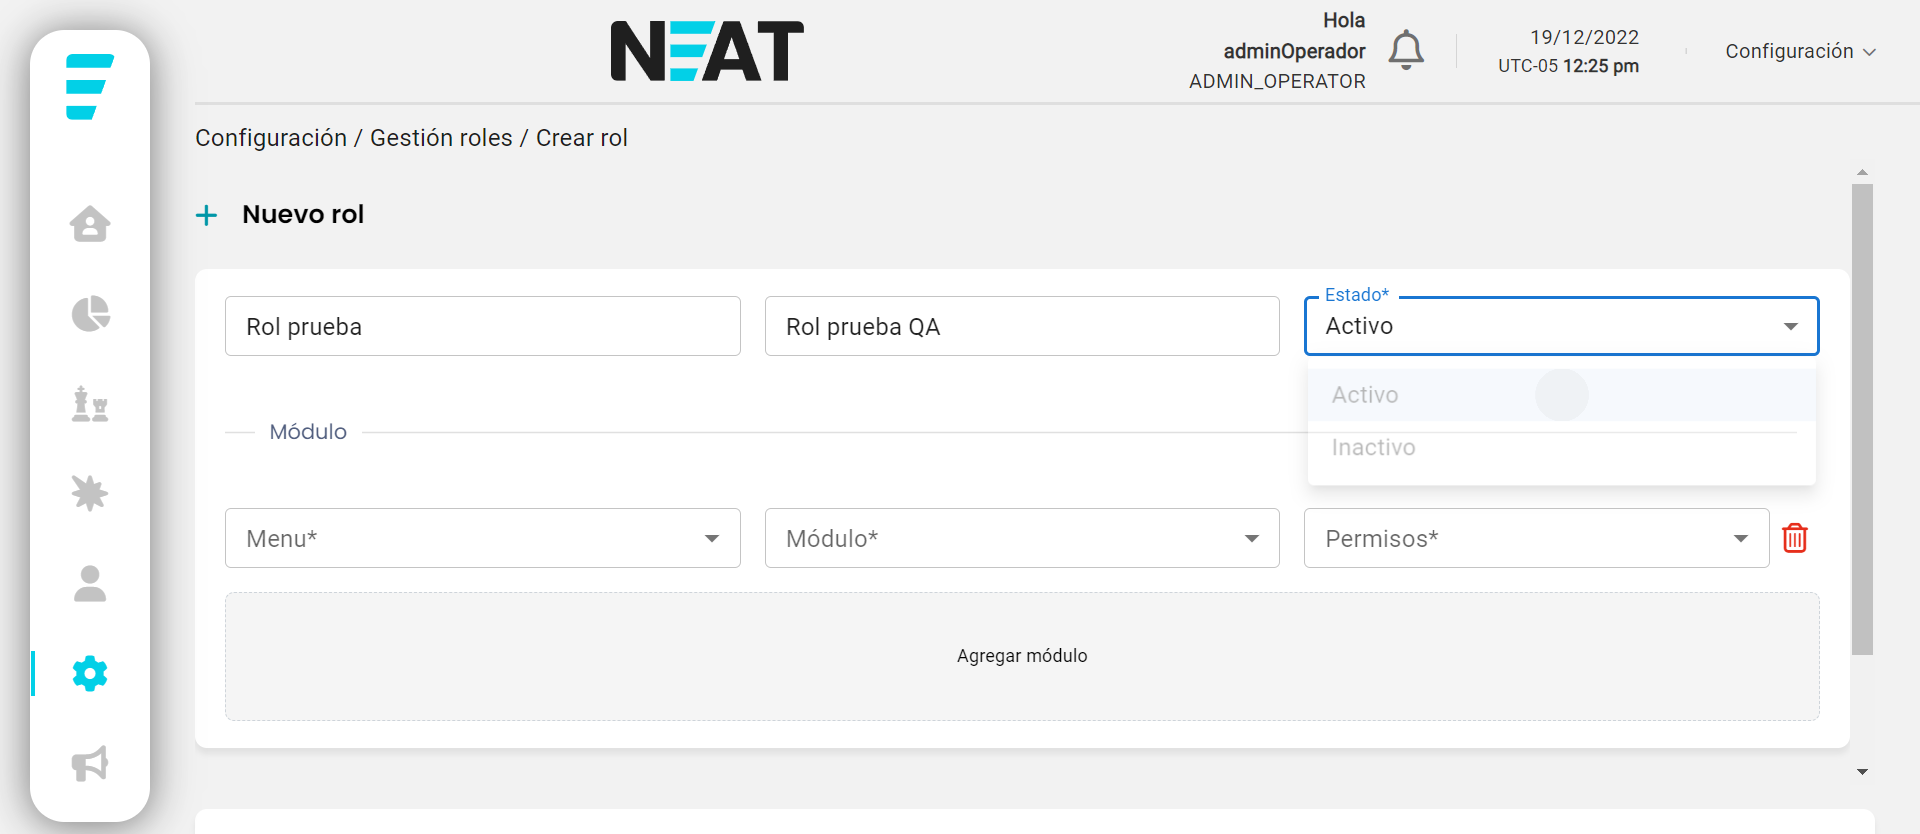 NEAT
Hola
adminOperador
ADMIN_OPERATOR
19/12/2022
UTC-05 12:25 pm
Configuración
Configuración / Gestión roles / Crear rol
Nuevo rol
Rol prueba
Rol prueba QA
Estado*
Activo
Activo
Inactivo
Módulo
Menu*
Módulo*
Permisos*
Agregar módulo